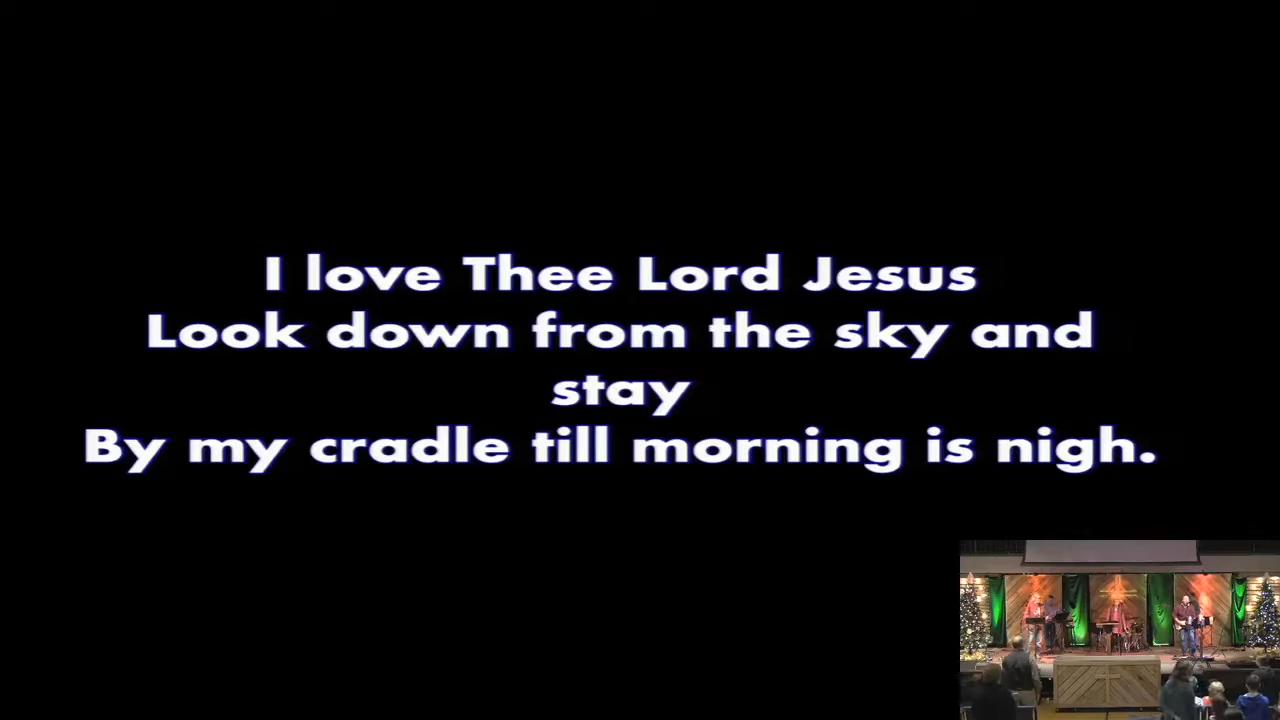 I love Thee Lord Jesus
Look down from the sky and
stay
By my cradle till morning is nigh.